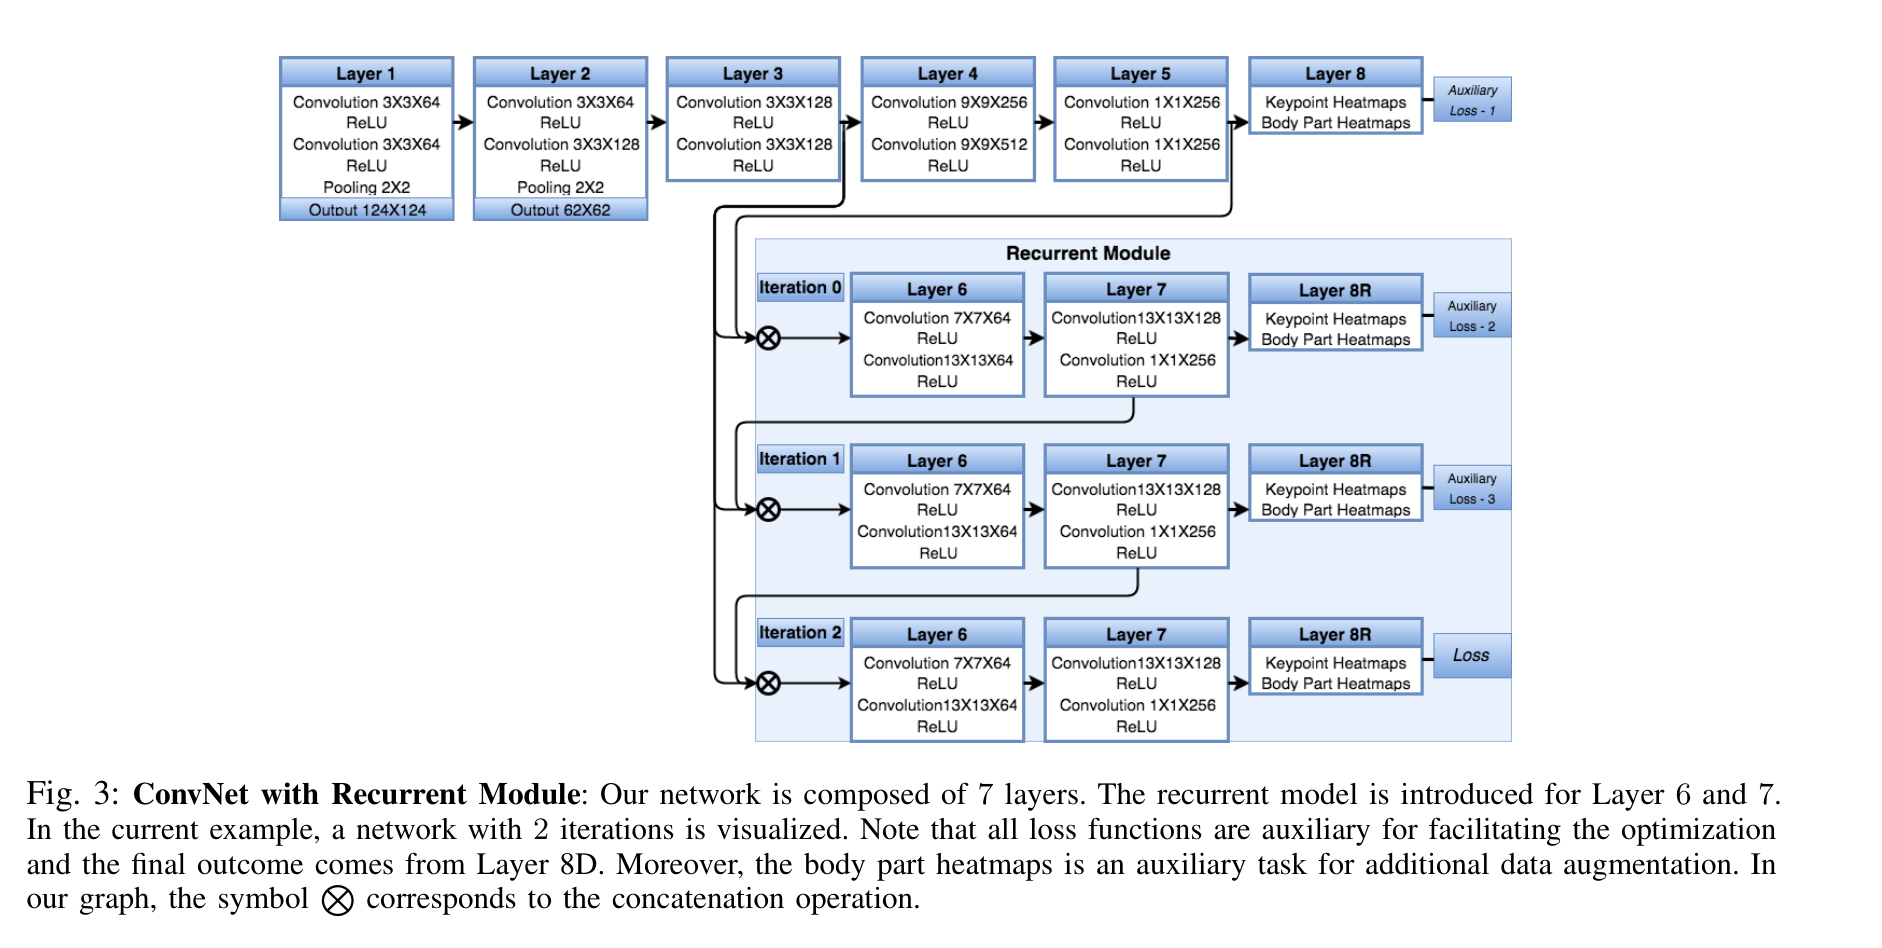 Layer 1
Convolution 3X3X64
ReLU
Convolution 3X3X64
ReLU
Pooling 2X2
Output 124X124
Layer 2
Convolution 3X3X64
ReLU
Convolution 3X3X128
ReLU
Pooling 2X2
Output 62X62
Layer 3
Convolution 3X3X128
ReLU
Convolution 3X3X128
ReLU
Layer 4
Convolution 9X9X256
ReLU
Convolution 9X9X512
ReLU
Layer 5
Convolution 1X1X256
ReLU
Convolution 1X1X256
ReLU
Layer 8
Keypoint Heatmaps
Body Part Heatmaps
Auxiliary
Loss - 1
Recurrent Module
Iteration 0
Layer 6
Convolution 7X7X64
ReLU
Convolution13X13X64
ReLU
Layer 7
Convolution13X13X128
ReLU
Convolution 1X1X256
ReLU
Layer 8R
Keypoint Heatmaps
Body Part Heatmaps
Auxiliary
Loss - 2
Iteration 1
Layer 6
Convolution 7X7X64
ReLU
Convolution13X13X64
ReLU
Layer 7
Convolution13X13X128
ReLU
Convolution 1X1X256
ReLU
Layer 8R
Keypoint Heatmaps
Body Part Heatmaps
Auxiliary
Loss - 3
Iteration 2
Layer 6
Convolution 7X7X64
ReLU
Convolution13X13X64
ReLU
Layer 7
Convolution13X13X128
ReLU
Convolution 1X1X256
ReLU
Layer 8R
Keypoint Heatmaps
Body Part Heatmaps
Loss
Fig. 3: ConvNet with Recurrent Module: Our network is composed of 7 layers. The recurrent model is introduced for Layer 6 and 7.
In the current example, a network with 2 iterations is visualized. Note that all loss functions are auxiliary for facilitating the optimization
and the final outcome comes from Layer 8D. Moreover, the body part heatmaps is an auxiliary task for additional data augmentation. In
our graph, the symbol ⊗ corresponds to the concatenation operation.